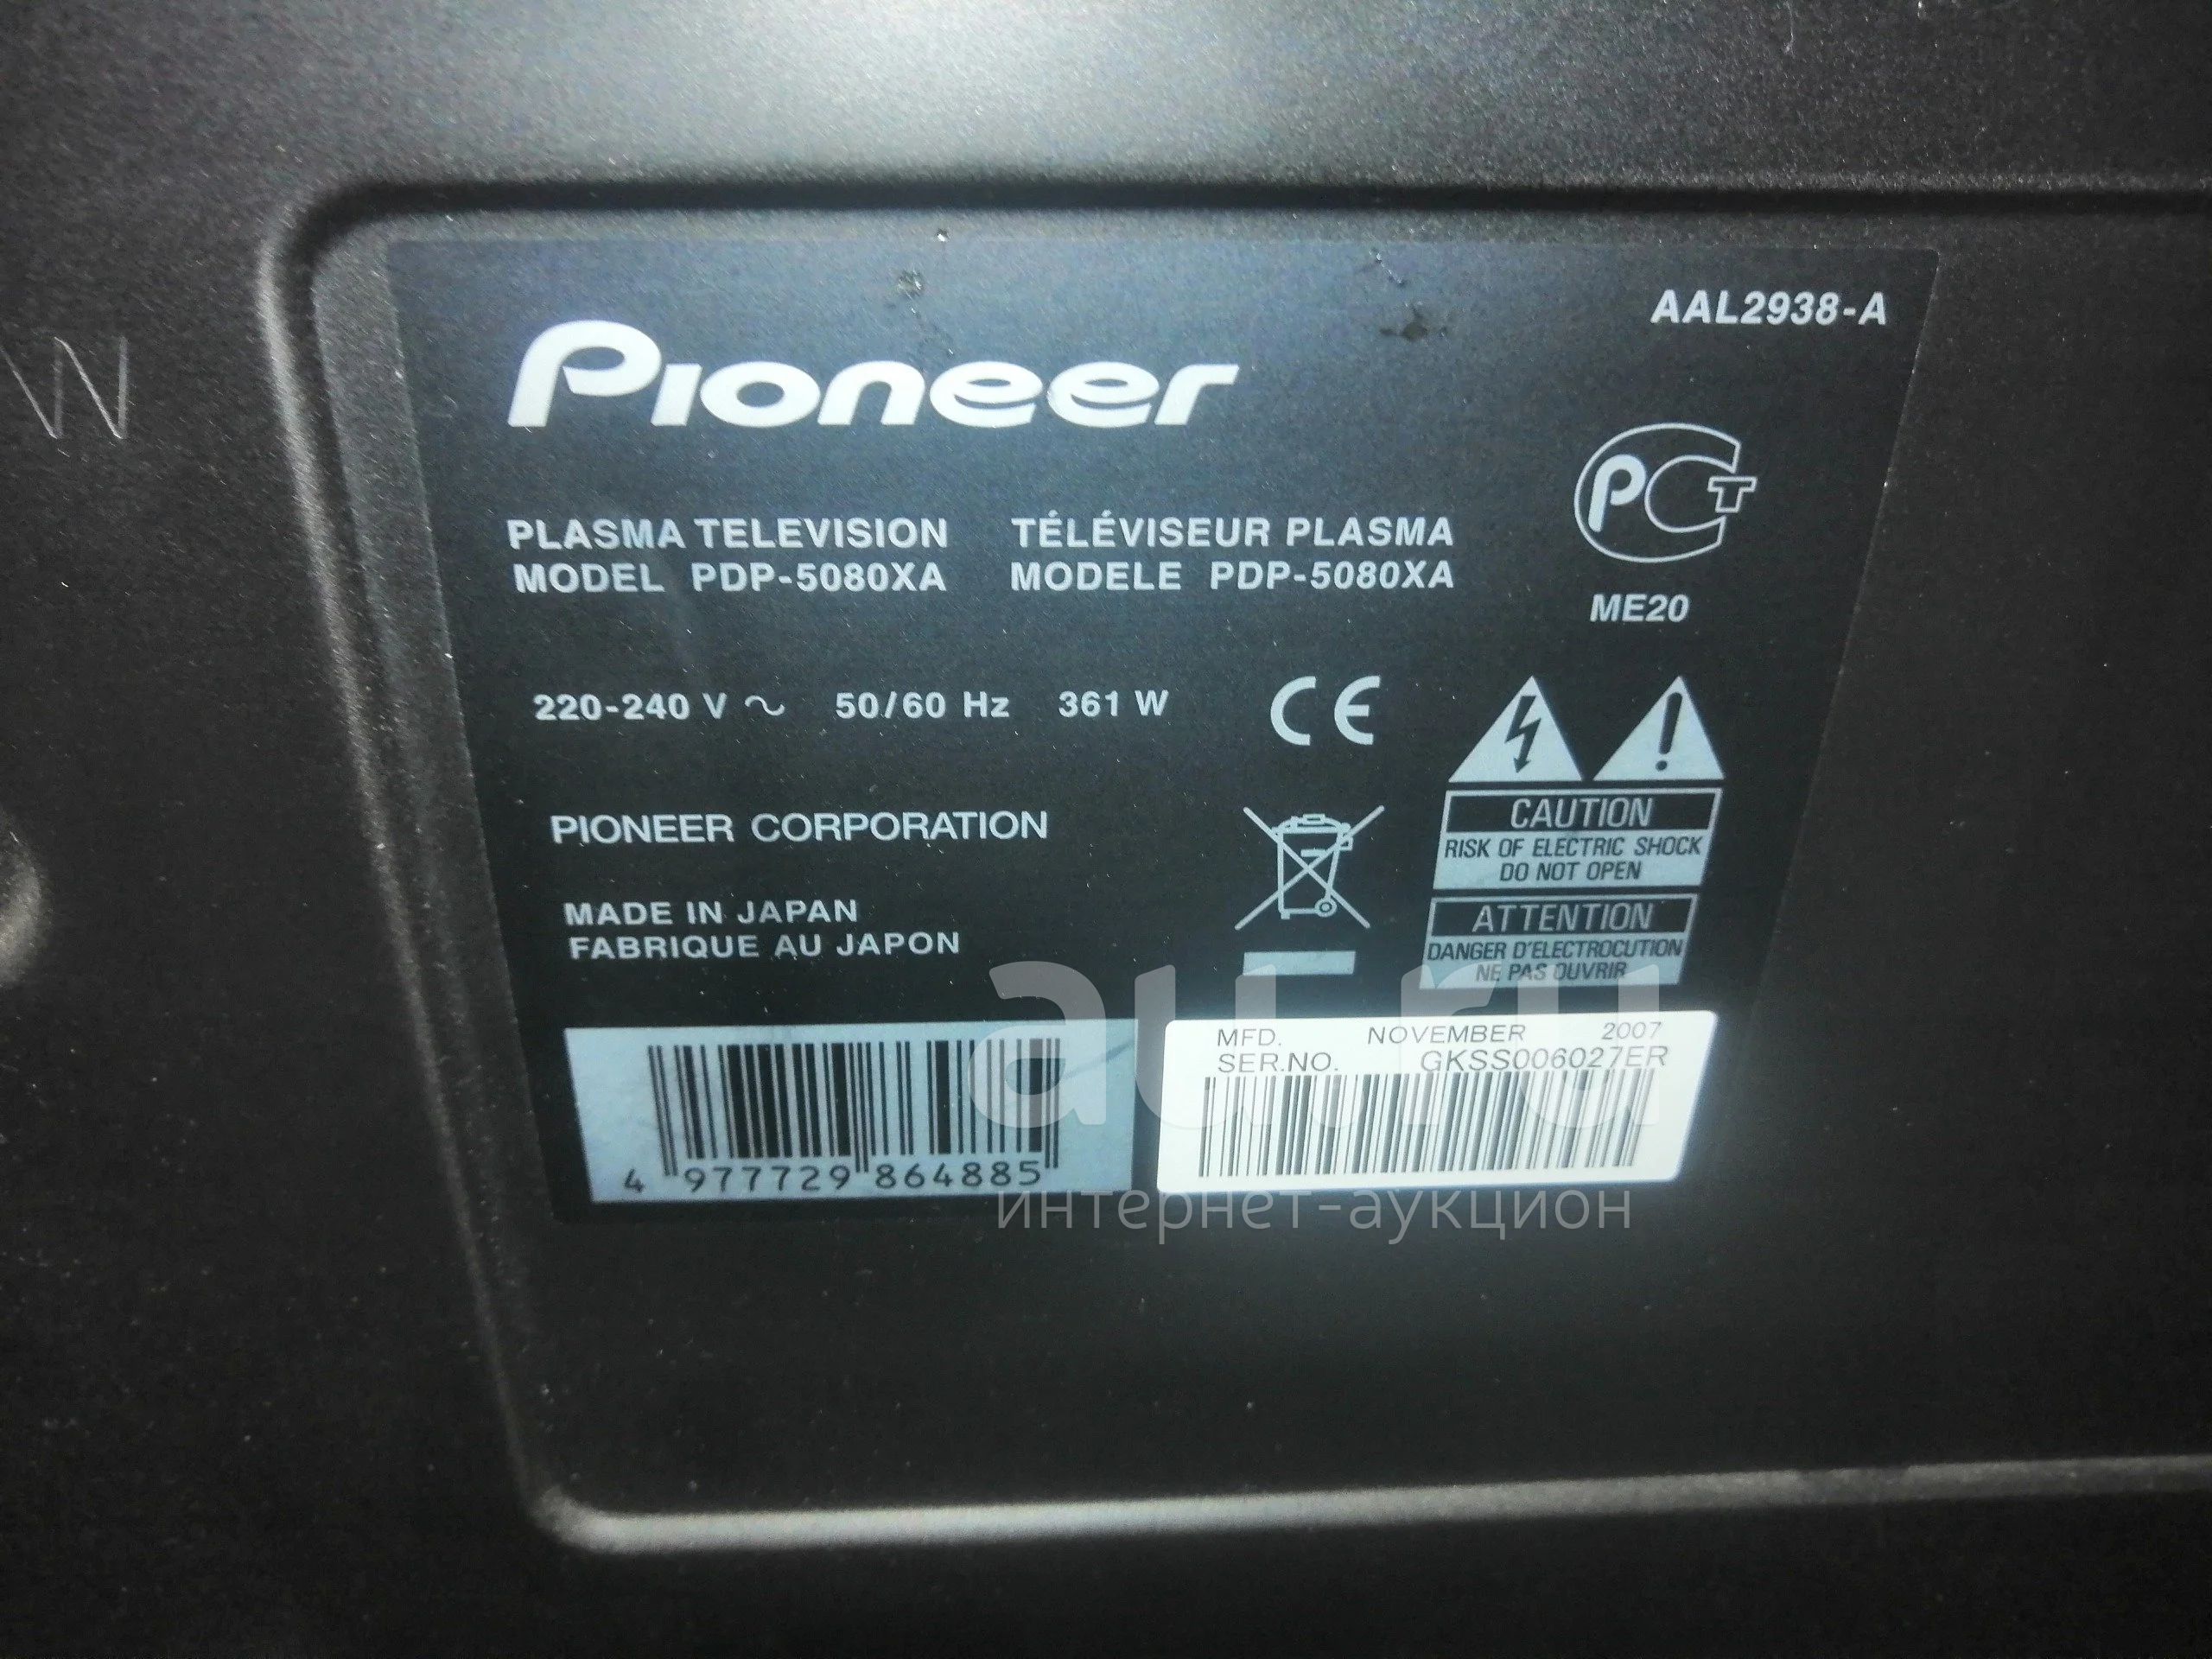 AAL2938-A
Pioneer
PCT
ME20
PLASMA TELEVISION TÉLÉVISEUR PLASMA
MODEL PDP-5080XA MODELE PDP-5080XA
220-240 V ~ 50/60 Hz 361 W CE
PIONEER CORPORATION
MADE IN JAPAN
FABRIQUE AU JAPON
CAUTION
RISK OF ELECTRIC SHOCK
DO NOT OPEN
ATTENTION
DANGER D'ELECTROCUTION
NE PAS OUVRIR
MFD. NOVEMBER 2007
SER.NO. GKSS006027ER
4 977729 864885
au.ru
интернет-аукцион
W